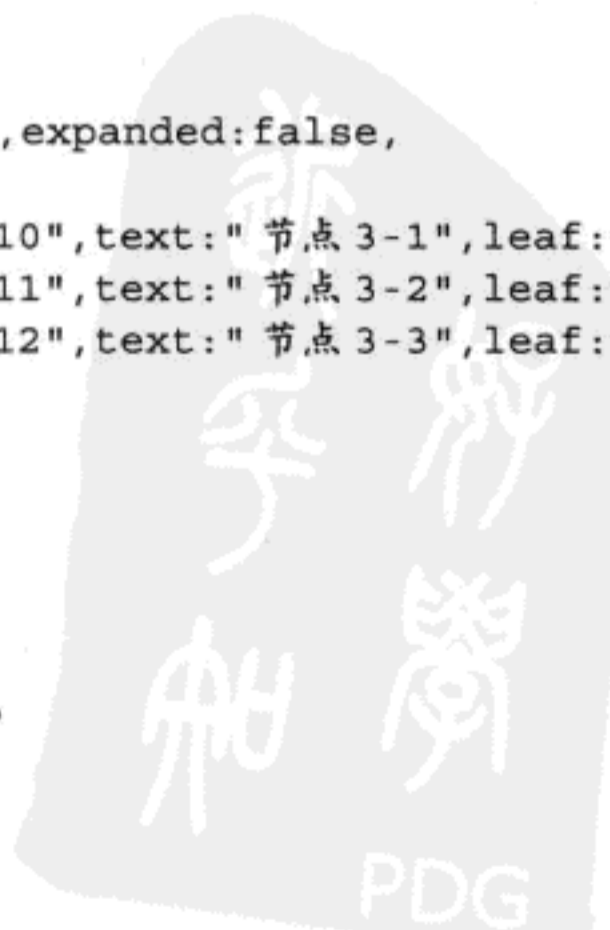 ,expanded:false,
10",text:" 节点 3-1",leaf:
11",text:" 节点 3-2",leaf:
12",text:" 节点 3-3",leaf:
PDG